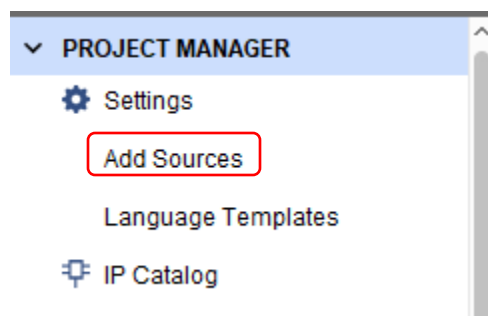 PROJECT MANAGER
Settings
Add Sources
Language Templates
IP Catalog